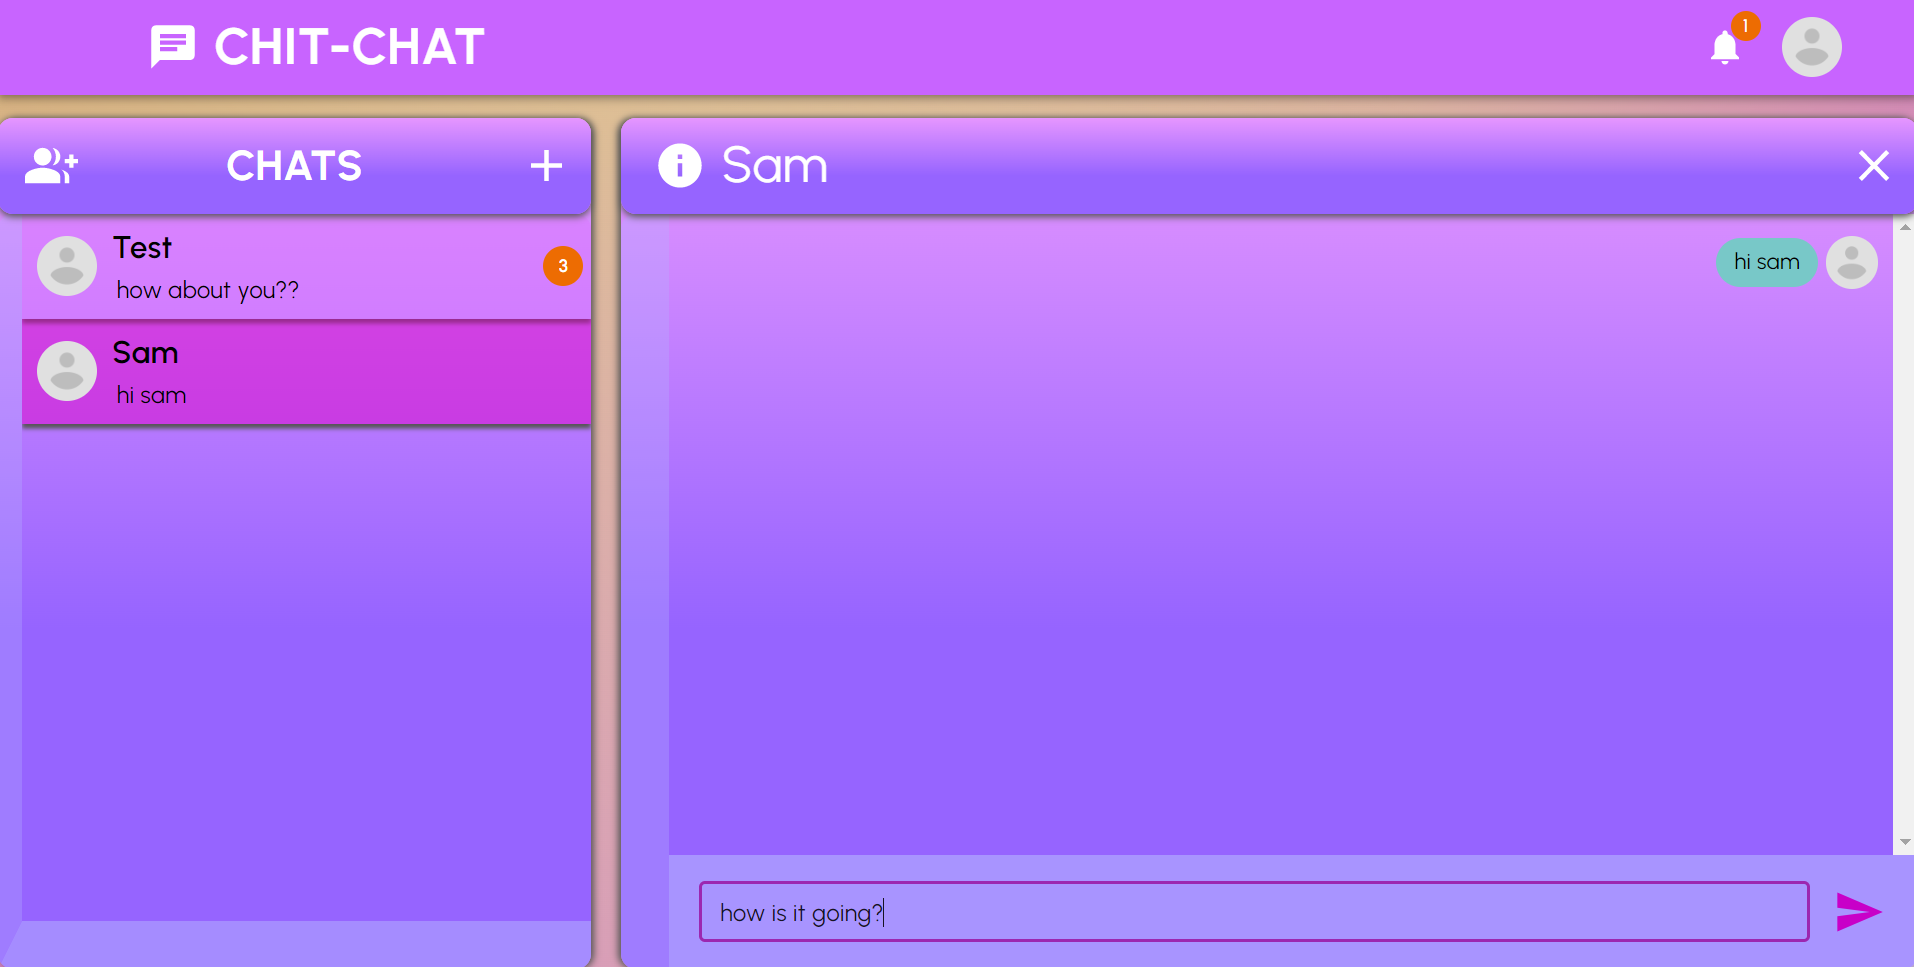 CHIT-CHAT
1
CHATS
Test
how about you??
3
Sam
hi sam
Sam
hi sam
how is it going?